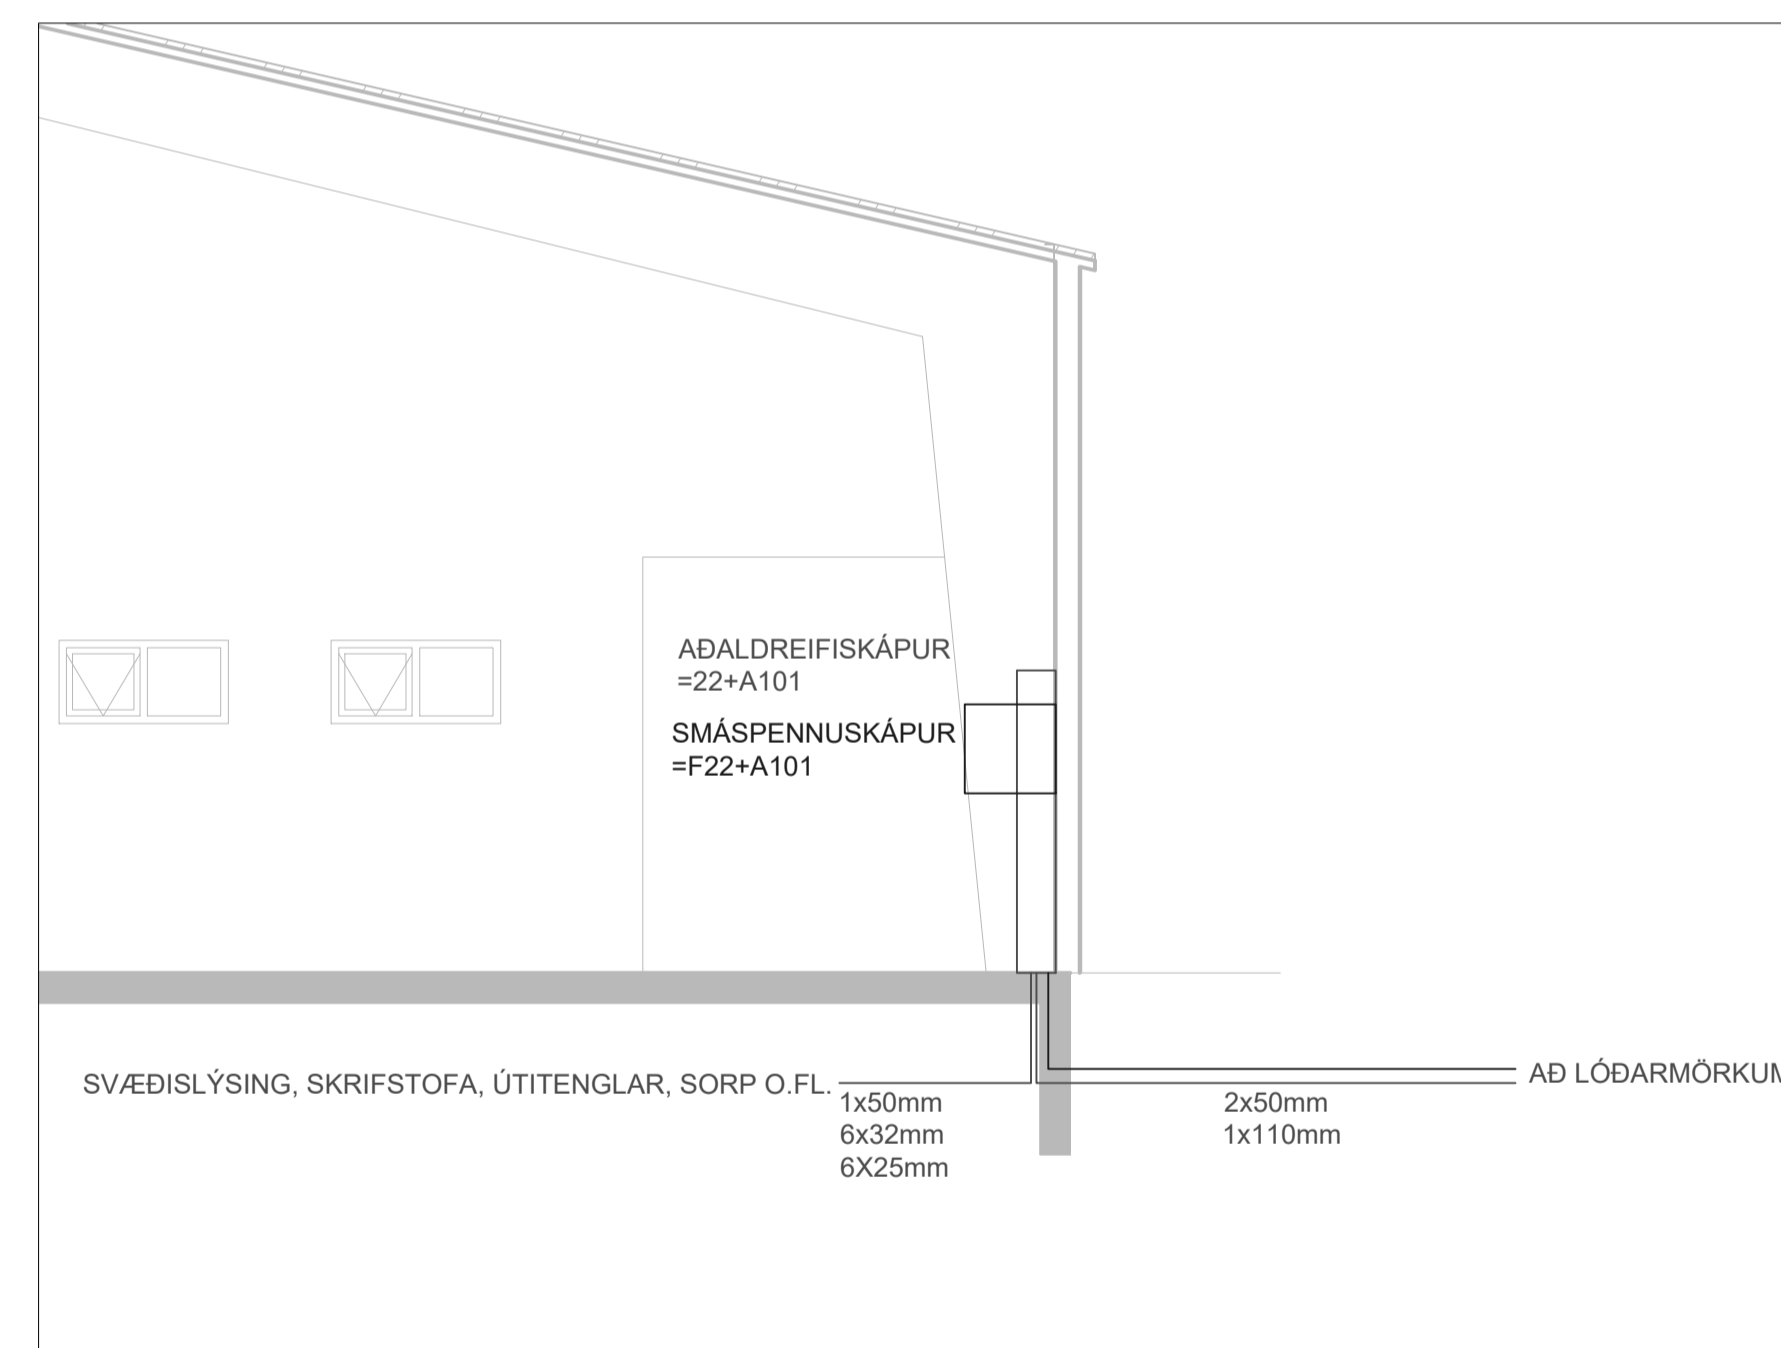 AÐALDREIFISKÁPUR
=22+A101
SMÁSPENNUSKÁPUR
=F22+A101
SVÆÐISLÝSING, SKRIFSTOFA, ÚTITENGLAR, SORP O.FL.
1x50mm
6x32mm
6X25mm
2x50mm
1x110mm
AÐ LÓÐARMÖRKUM